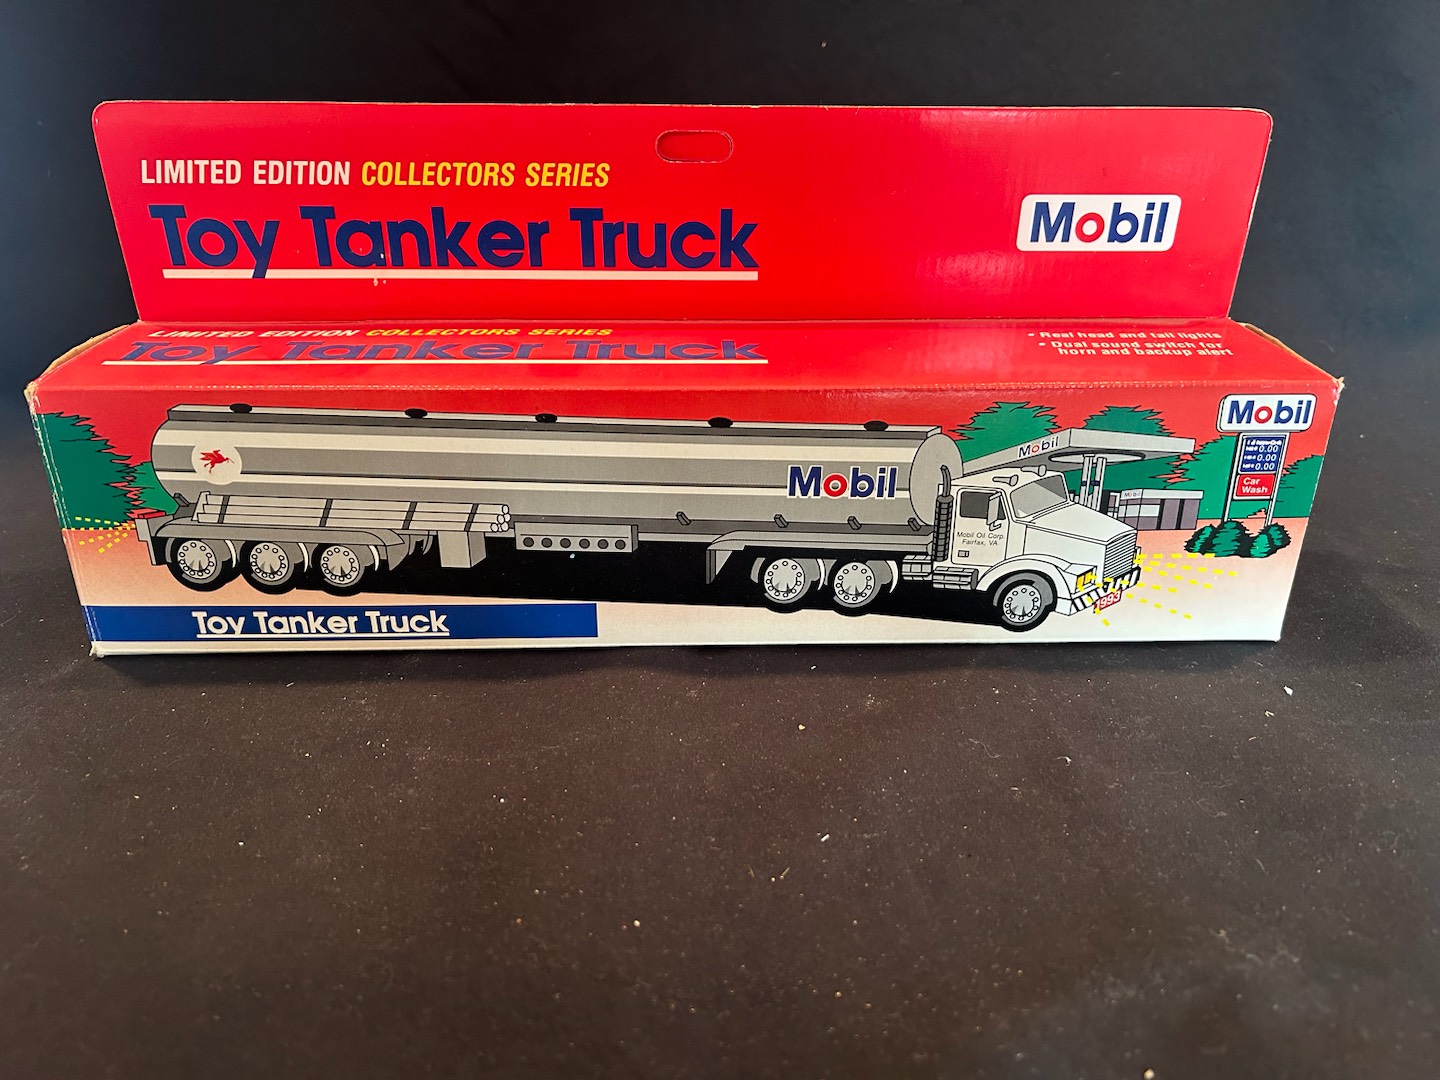 LIMITED EDITION COLLECTORS SERIES
Toy Tanker Truck
Mobil
LIMITED EDITION COLLECTORS SERIES
Toy Tanker Truck
• Real head and tail lights
• Dual sound switch for
horn and backup alert
Mobil
Mobil
Mobil
0.00
0.00
0.00
Car
Wash
Mobil
Mobil Oil Corp.
Fairfax, VA
1993
Toy Tanker Truck